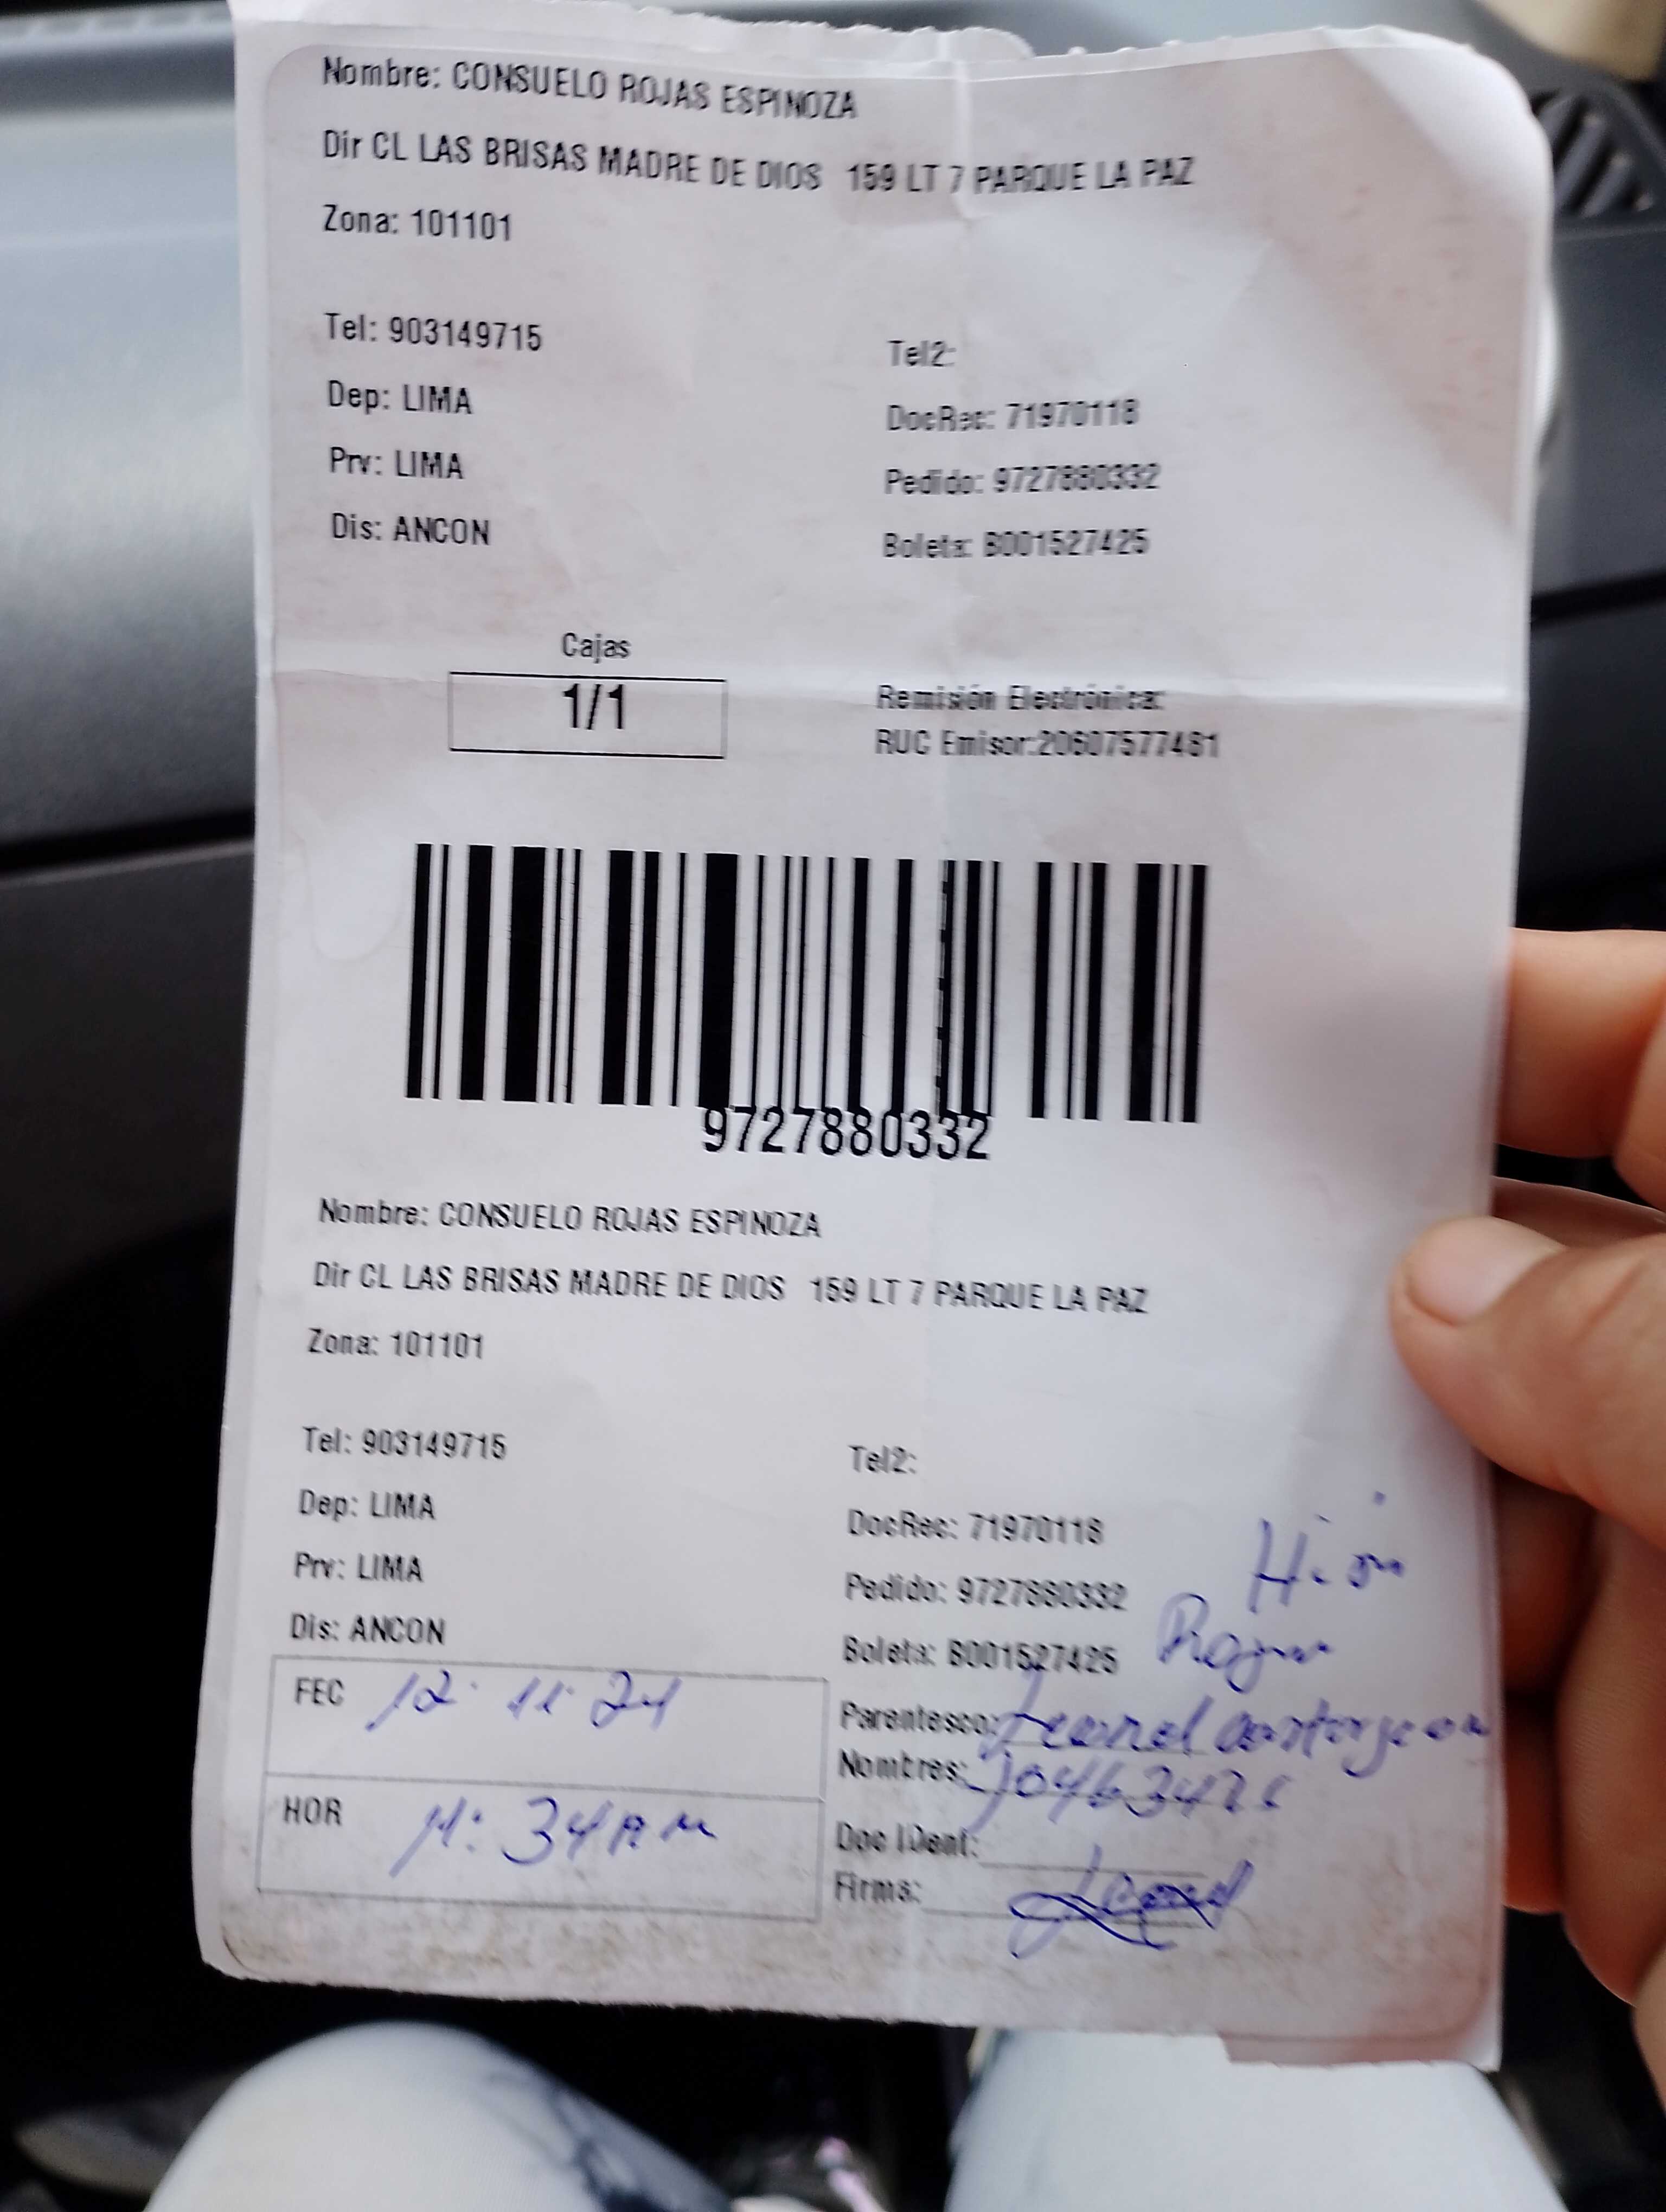 Nombre: CONSUELO ROJAS ESPINOZA
Dir CL LAS BRISAS MADRE DE DIOS 159 LT 7 PARQUE LA PAZ
Zona: 101101
Tel: 903149715
Tel2:
Dep: LIMA
DocRec: 71970118
Prv: LIMA
Pedido: 9727880332
Dis: ANCON
Boleta: B001527425
Cajas
1/1
Remisión Electrónica:
RUC Emisor:20607577481
9727880332
Nombre: CONSUELO ROJAS ESPINOZA
Dir CL LAS BRISAS MADRE DE DIOS 159 LT 7 PARQUE LA PAZ
Zona: 101101
Tel: 903149715
Tel2:
Dep: LIMA
DocRec: 71970118
Prv: LIMA
Pedido: 9727880332
Dis: ANCON
Boleta: B001527425
FEC 12 11 24
Parentesco:
Nombres:
HOR 11:34 AM
Doc IDent:
Firma: